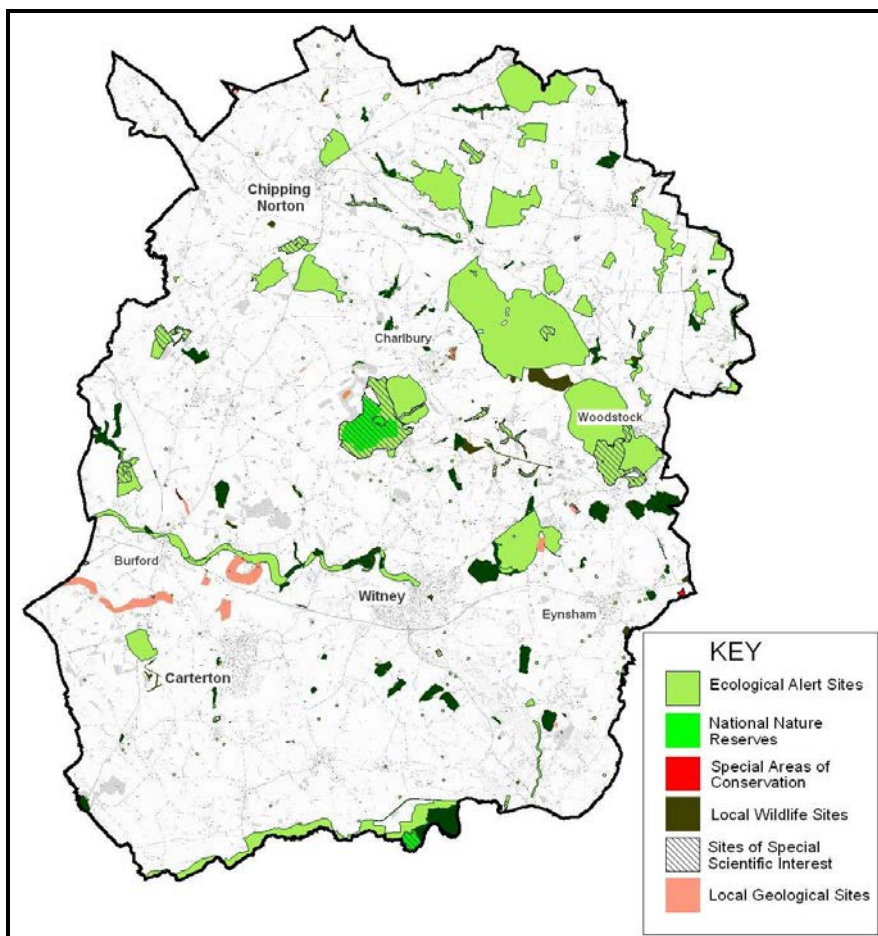 Chipping
Norton
Charlbury
Woodstock
Burford
Witney
Eynsham
Carterton
KEY
Ecological Alert Sites
National Nature
Reserves
Special Areas of
Conservation
Local Wildlife Sites
Sites of Special
Scientific Interest
Local Geological Sites